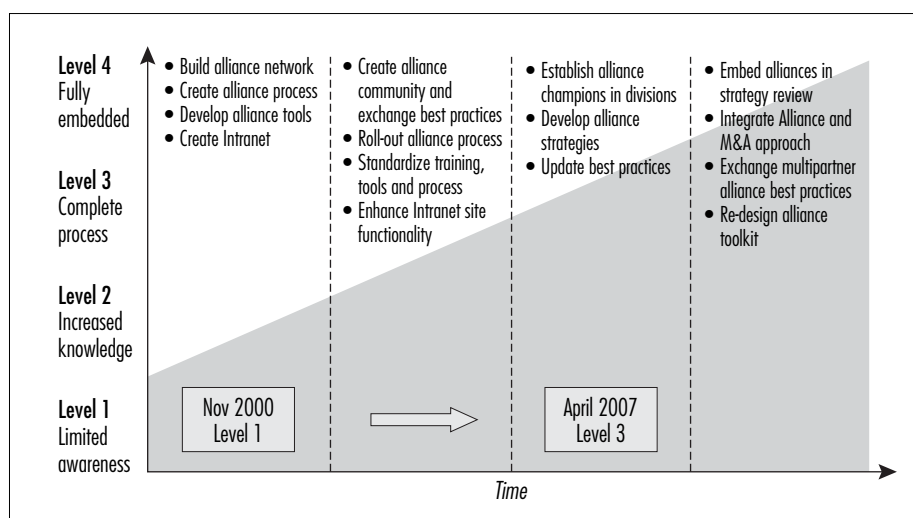 Level 4
Fully
embedded
Level 3
Complete
process
Level 2
Increased
knowledge
Level 1
Limited
awareness
• Build alliance network
• Create alliance process
• Develop alliance tools
• Create Intranet
• Create alliance
community and
exchange best practices
• Roll-out alliance process
• Standardize training,
tools and process
• Enhance Intranet site
functionality
• Establish alliance
champions in divisions
• Develop alliance
strategies
• Update best practices
• Embed alliances in
strategy review
• Integrate Alliance and
M&A approach
• Exchange multipartner
alliance best practices
• Re-design alliance
toolkit
Nov 2000
Level 1
April 2007
Level 3
Time